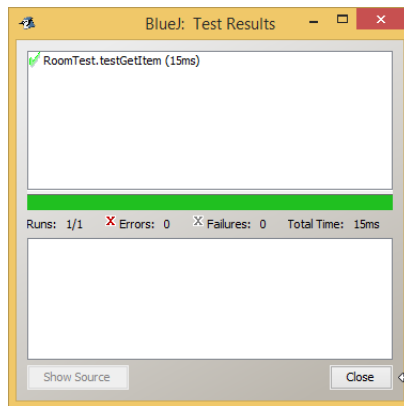 BlueJ: Test Results
RoomTest.testGetItem (15ms)
Runs: 1/1 X Errors: 0 X Failures: 0 Total Time: 15ms
Show Source Close